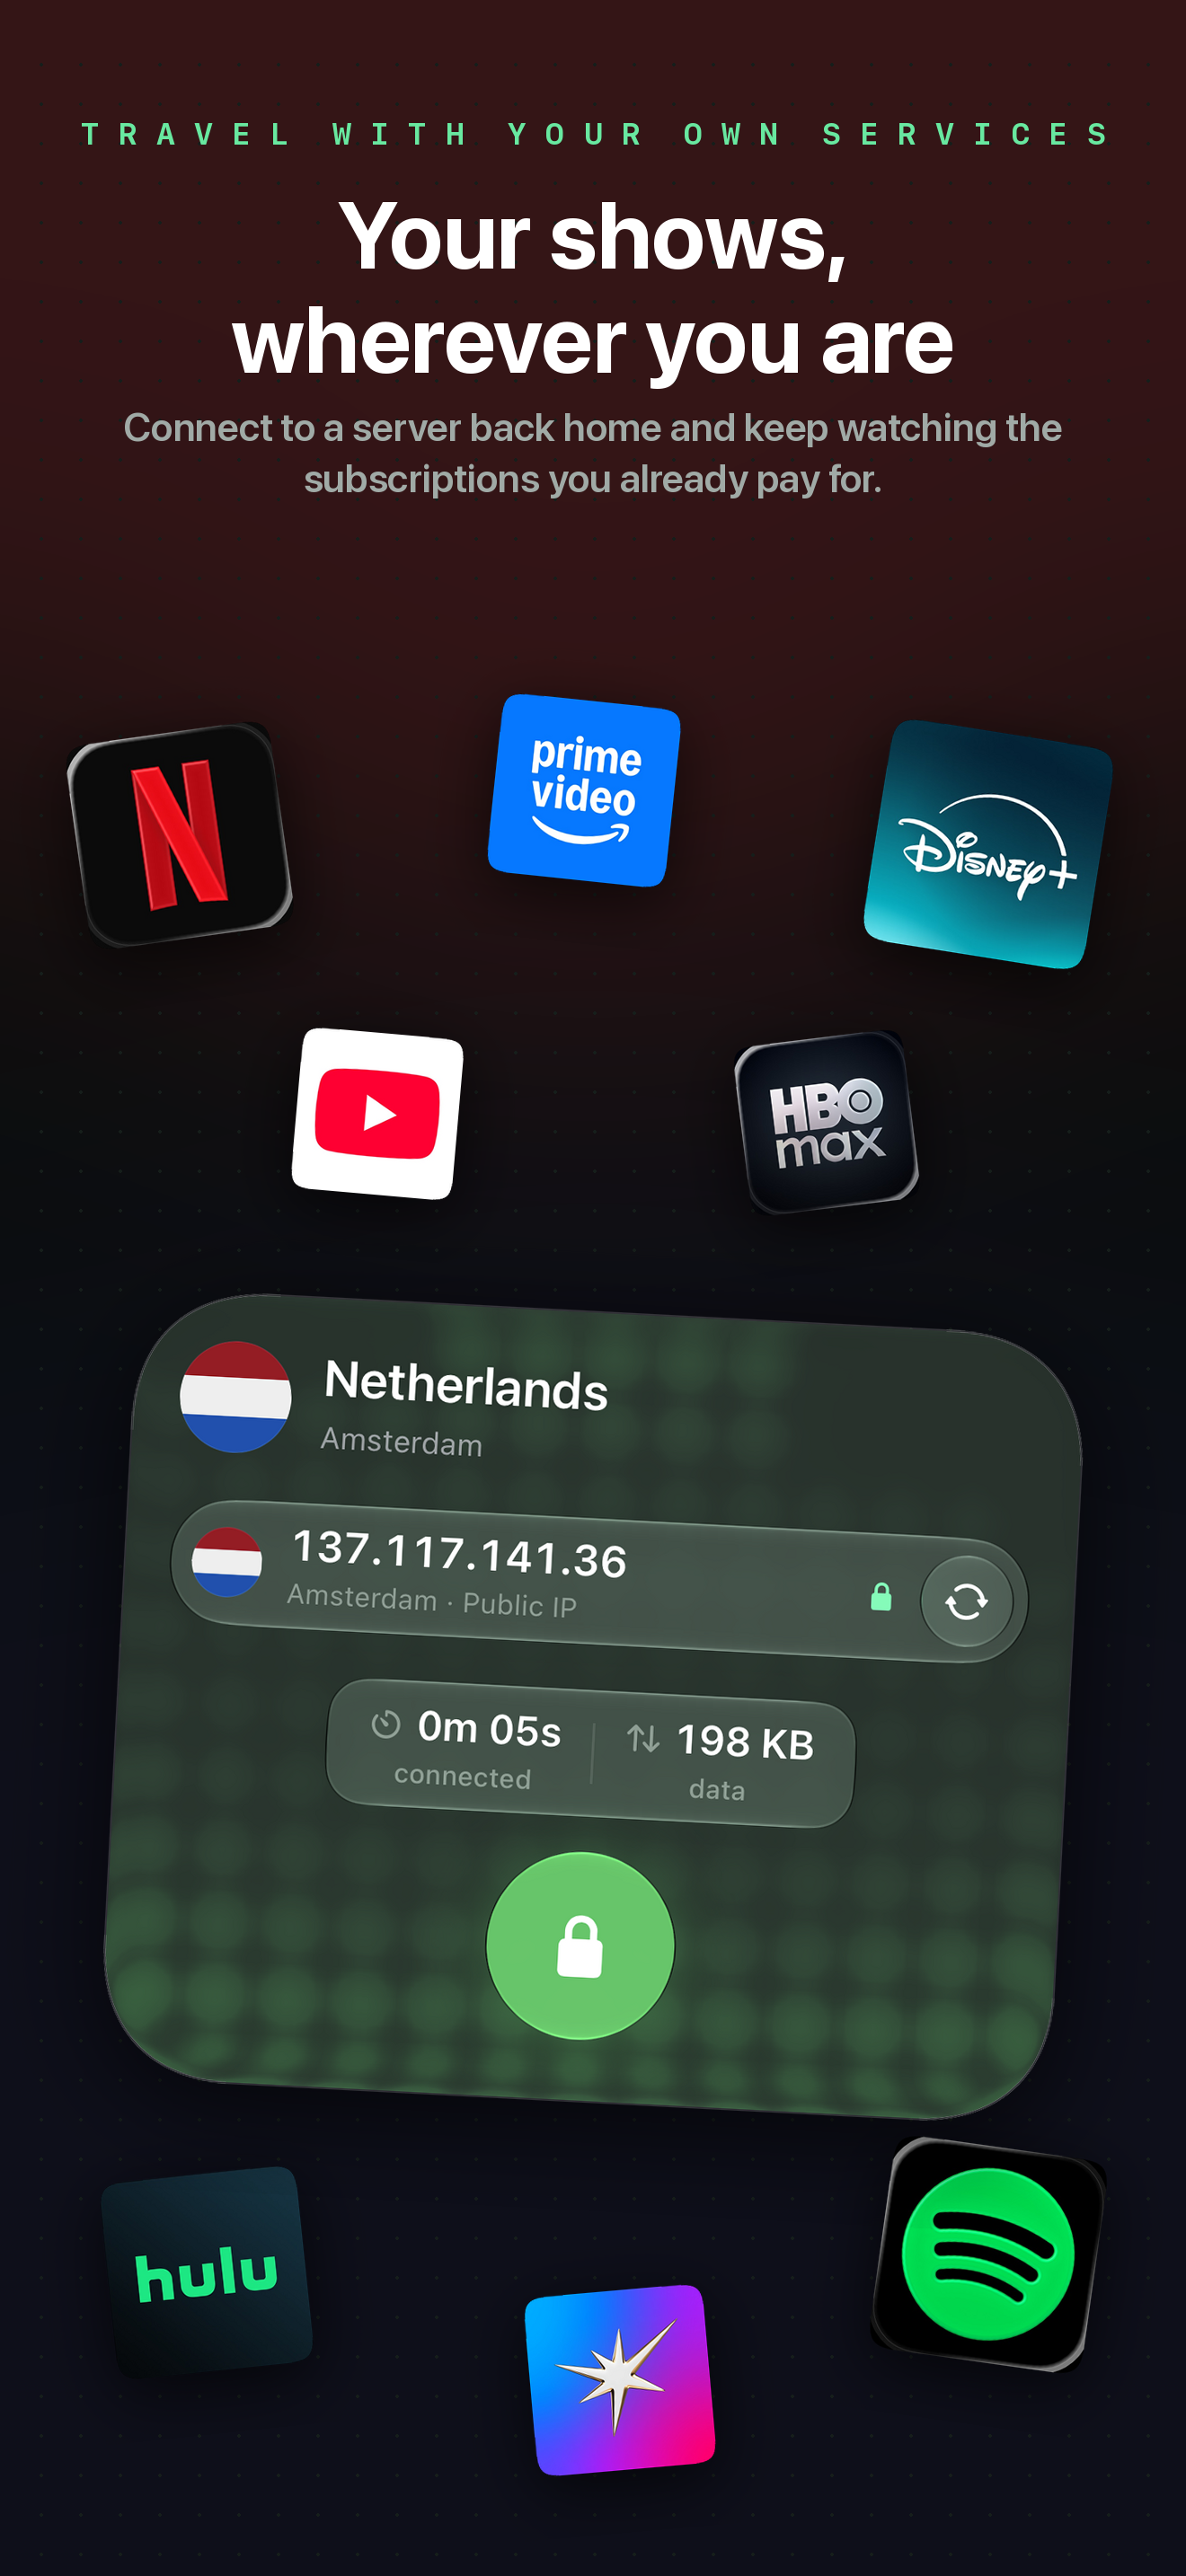 TRAVEL WITH YOUR OWN SERVICES
Your shows,
wherever you are
Connect to a server back home and keep watching the
subscriptions you already pay for.
N
prime
video
Disney+
HBO
max
Netherlands
Amsterdam
137.117.141.36
Amsterdam · Public IP
0m 05s
connected
198 KB
data
hulu